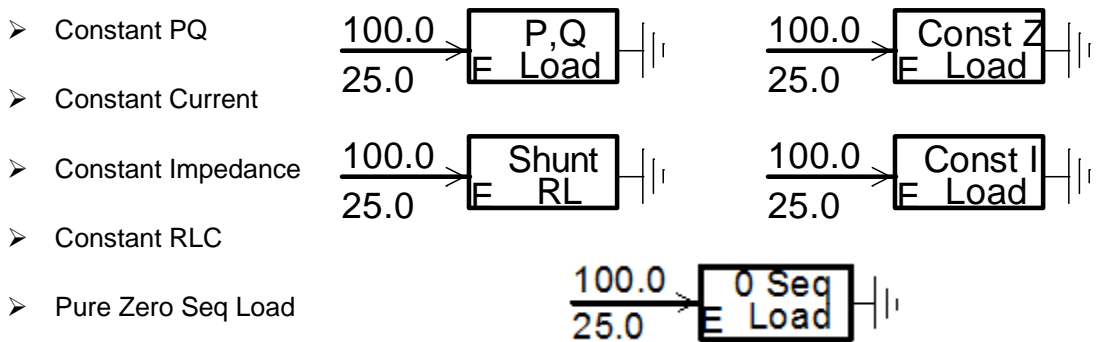 Constant PQ
Constant Current
Constant Impedance
Constant RLC
Pure Zero Seq Load
100.0
25.0
P,Q
E Load
100.0
25.0
Const Z
E Load
100.0
25.0
Shunt
E RL
100.0
25.0
Const I
E Load
100.0
25.0
0 Seq
E Load